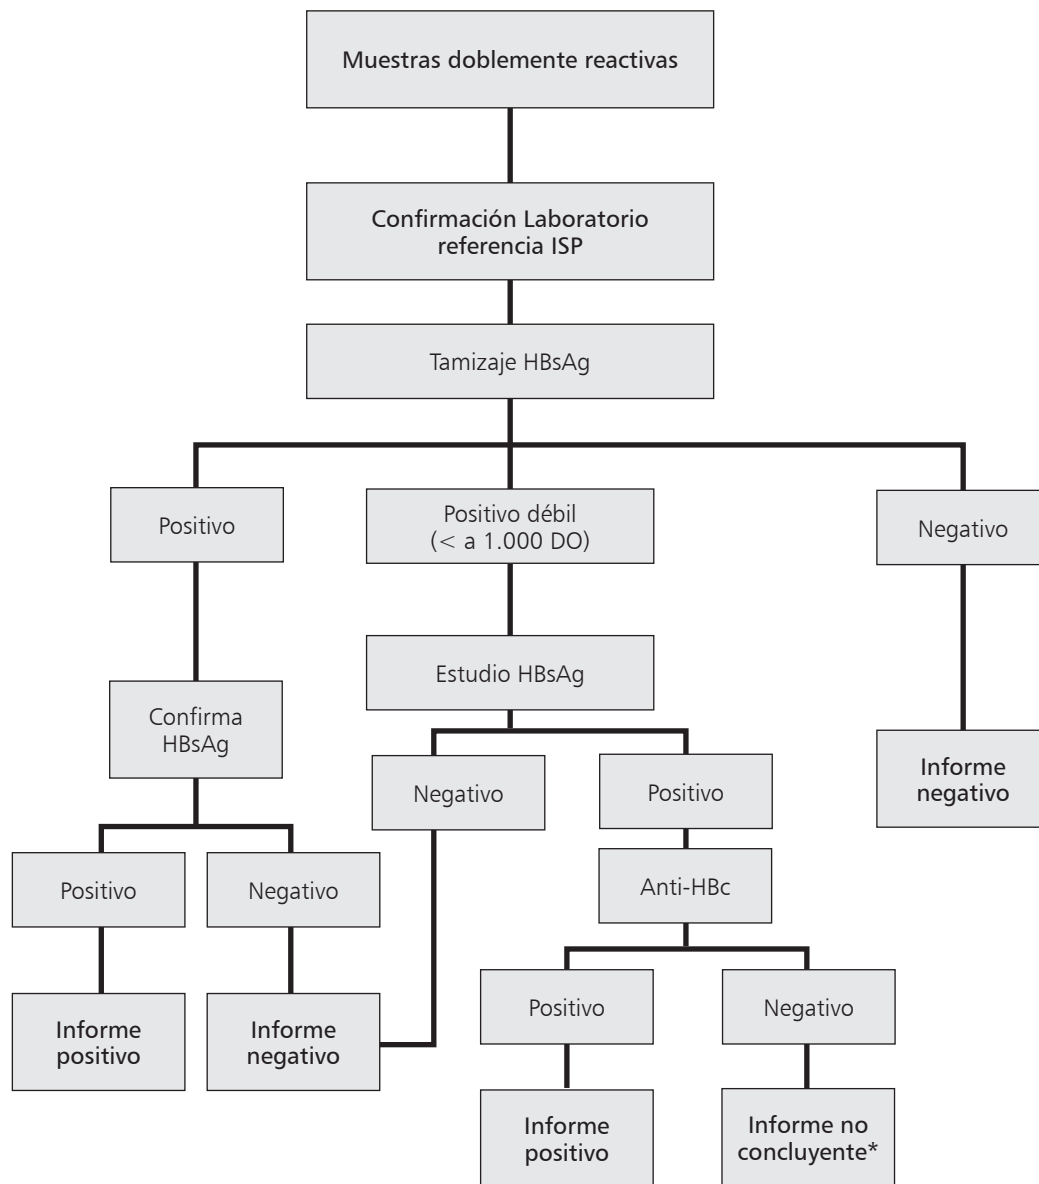 Muestras doblemente reactivas
Confirmación Laboratorio
referencia ISP
Tamizaje HBsAg
Positivo
Positivo débil
(< a 1.000 DO)
Negativo
Estudio HBsAg
Confirma
HBsAg
Negativo
Positivo
Informe
negativo
Positivo
Negativo
Anti-HBc
Informe
positivo
Informe
negativo
Positivo
Negativo
Informe
positivo
Informe no
concluyente*